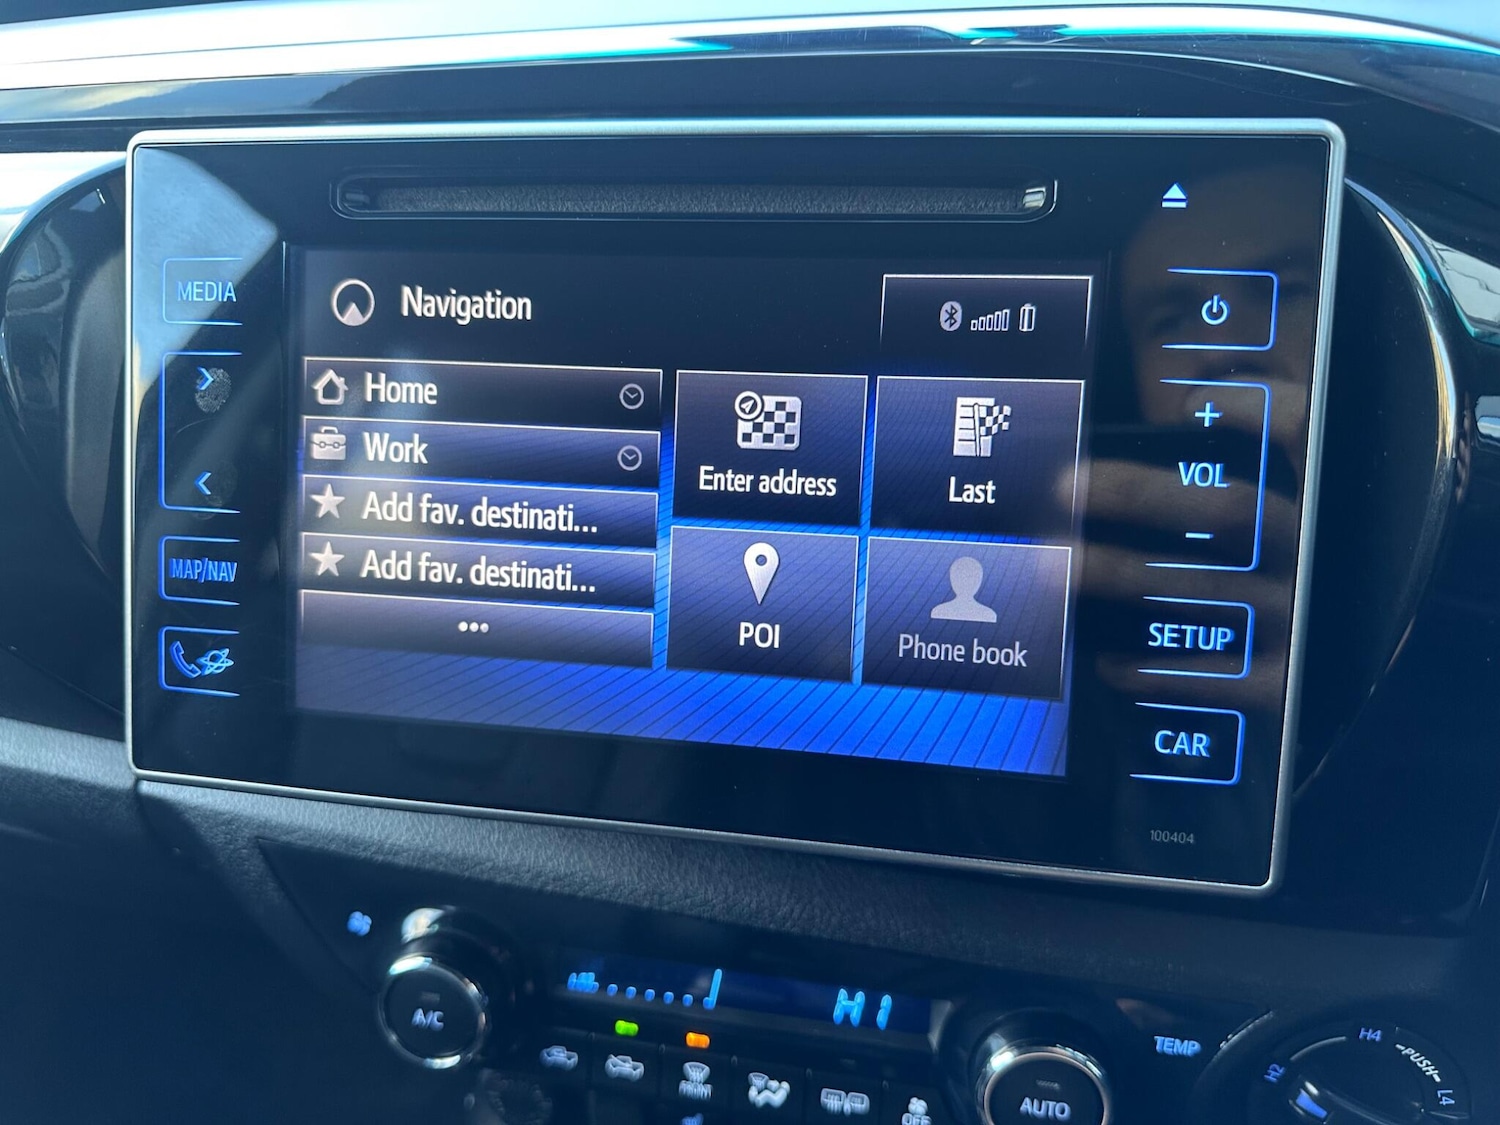 MEDIA
Navigation
Home
Work
Add fav. destinati...
Add fav. destinati...
Enter address
Last
POI
Phone book
+
VOL
-
MAP/NAV
SETUP
CAR
100404
A/C
HI
TEMP
AUTO
OFF
H2
H4
-PUSH-
L4